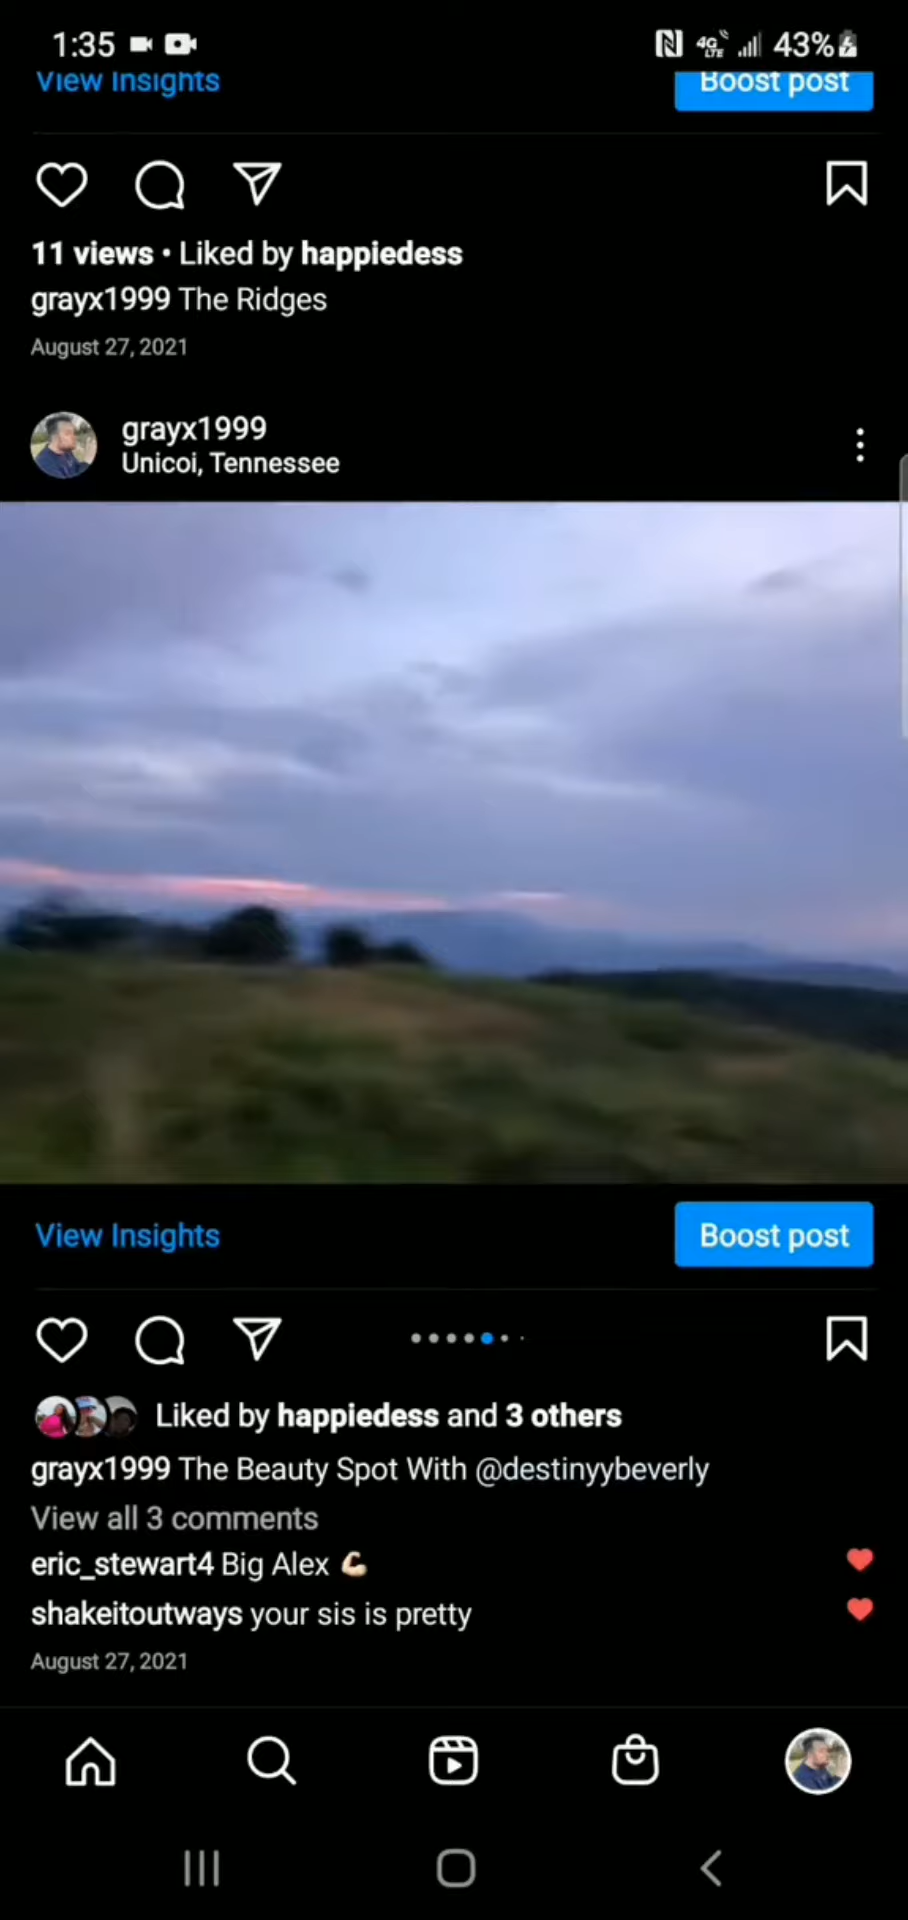 1:35
4G LTE 43%
View Insights
Boost post
11 views • Liked by happiedess
grayx1999 The Ridges
August 27, 2021
grayx1999
Unicoi, Tennessee
View Insights
Boost post
Liked by happiedess and 3 others
grayx1999 The Beauty Spot With @destinyybeverly
View all 3 comments
eric_stewart4 Big Alex 💪🏻
shakeitoutways your sis is pretty
August 27, 2021